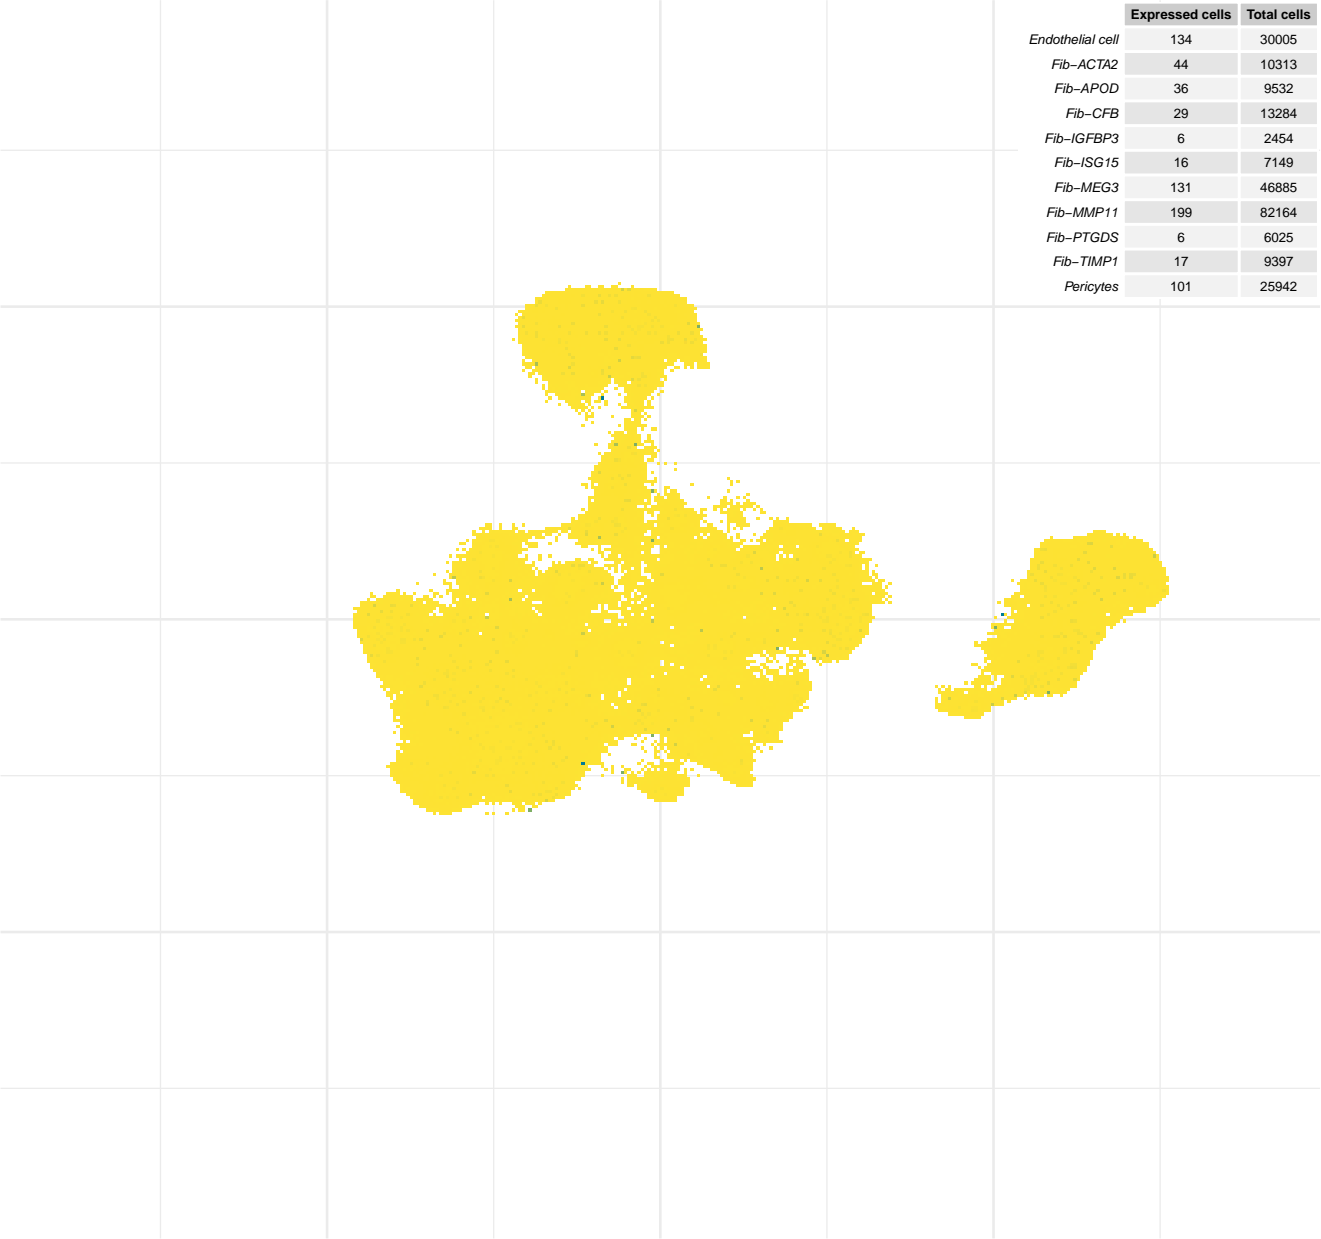 Expressed cells Total cells
Endothelial cell 134 30005
Fib−ACTA2 44 10313
Fib−APOD 36 9532
Fib−CFB 29 13284
Fib−IGFBP3 6 2454
Fib−ISG15 16 7149
Fib−MEG3 131 46885
Fib−MMP11 199 82164
Fib−PTGDS 6 6025
Fib−TIMP1 17 9397
Pericytes 101 25942